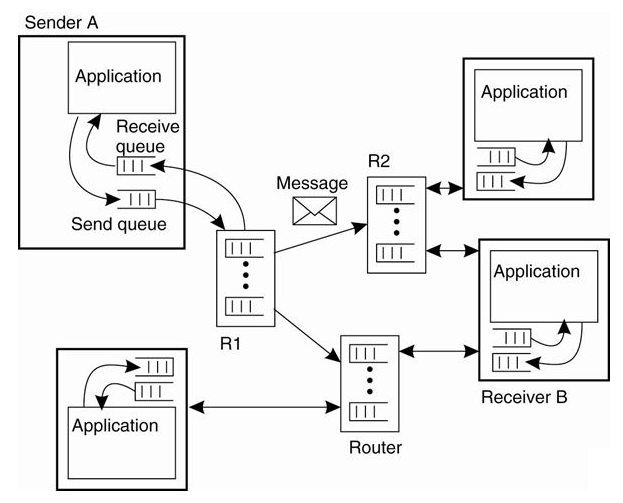 Sender A
Application
Receive
queue
Send queue
R1
Message
R2
Application
Application
Receiver B
Router
Application